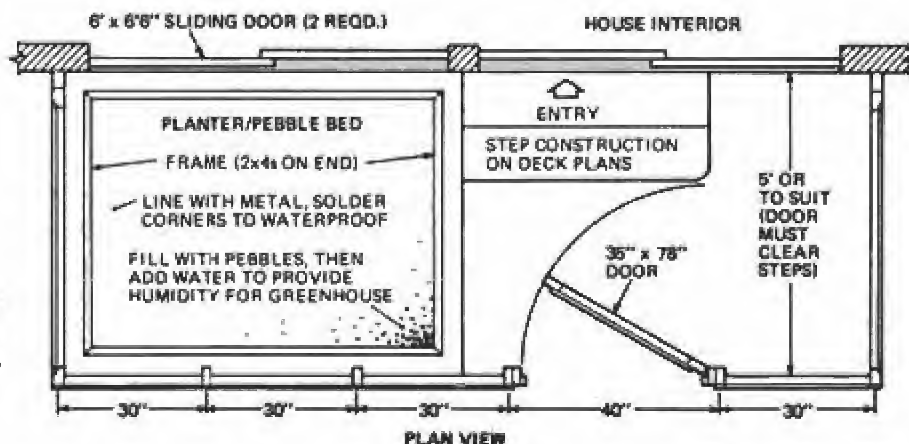 6' x 6'6" SLIDING DOOR (2 REQD.)
HOUSE INTERIOR
PLANTER/PEBBLE BED
FRAME (2x4s ON END)
LINE WITH METAL, SOLDER
CORNERS TO WATERPROOF
FILL WITH PEBBLES, THEN
ADD WATER TO PROVIDE
HUMIDITY FOR GREENHOUSE
ENTRY
STEP CONSTRUCTION
ON DECK PLANS
35" x 78"
DOOR
5' OR
TO SUIT
(DOOR
MUST
CLEAR
STEPS)
30"
30"
30"
40"
30"
PLAN VIEW